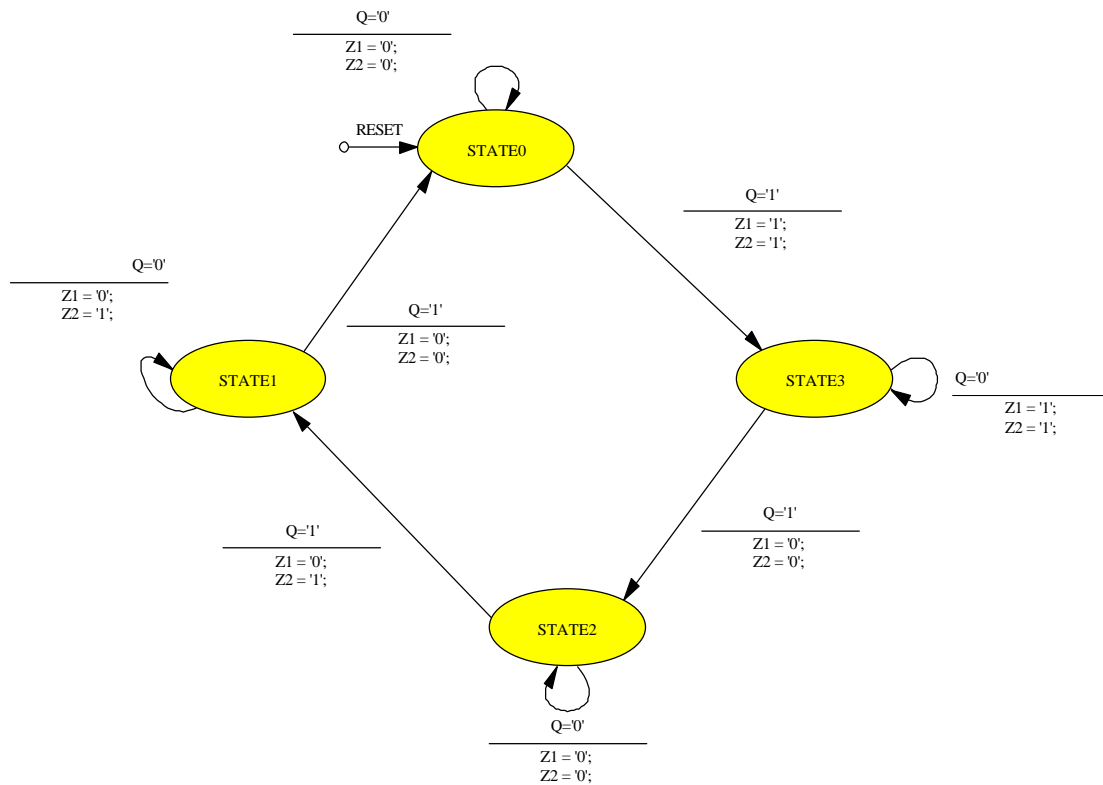 Q='0'
Z1 = '0';
Z2 = '0';
RESET
STATE0
Q='1'
Z1 = '1';
Z2 = '1';
Q='0'
Z1 = '0';
Z2 = '1';
Q='1'
Z1 = '0';
Z2 = '0';
STATE1
STATE3
Q='0'
Z1 = '1';
Z2 = '1';
Q='1'
Z1 = '0';
Z2 = '1';
Q='1'
Z1 = '0';
Z2 = '0';
STATE2
Q='0'
Z1 = '0';
Z2 = '0';